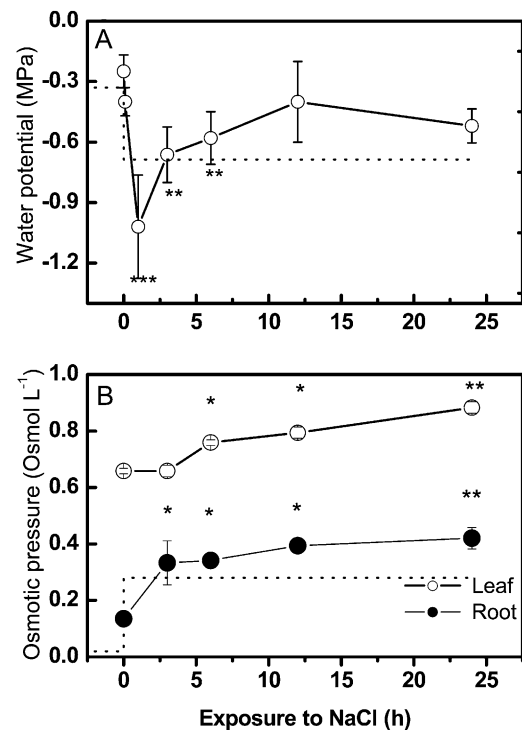 A
Water potential (MPa)
0.0
-0.3
-0.6
-0.9
-1.2
***
**
**
0 5 10 15 20 25
B
Osmotic pressure (Osmol L-1)
1.0
0.8
0.6
0.4
0.2
0.0
* * **
* * * **
Leaf
Root
0 5 10 15 20 25
Exposure to NaCl (h)